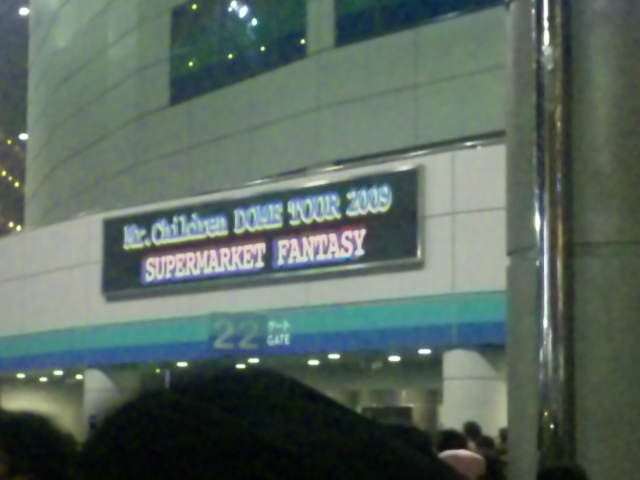 Mr.Children DOME TOUR 2009
SUPERMARKET FANTASY
22 ゲート
GATE